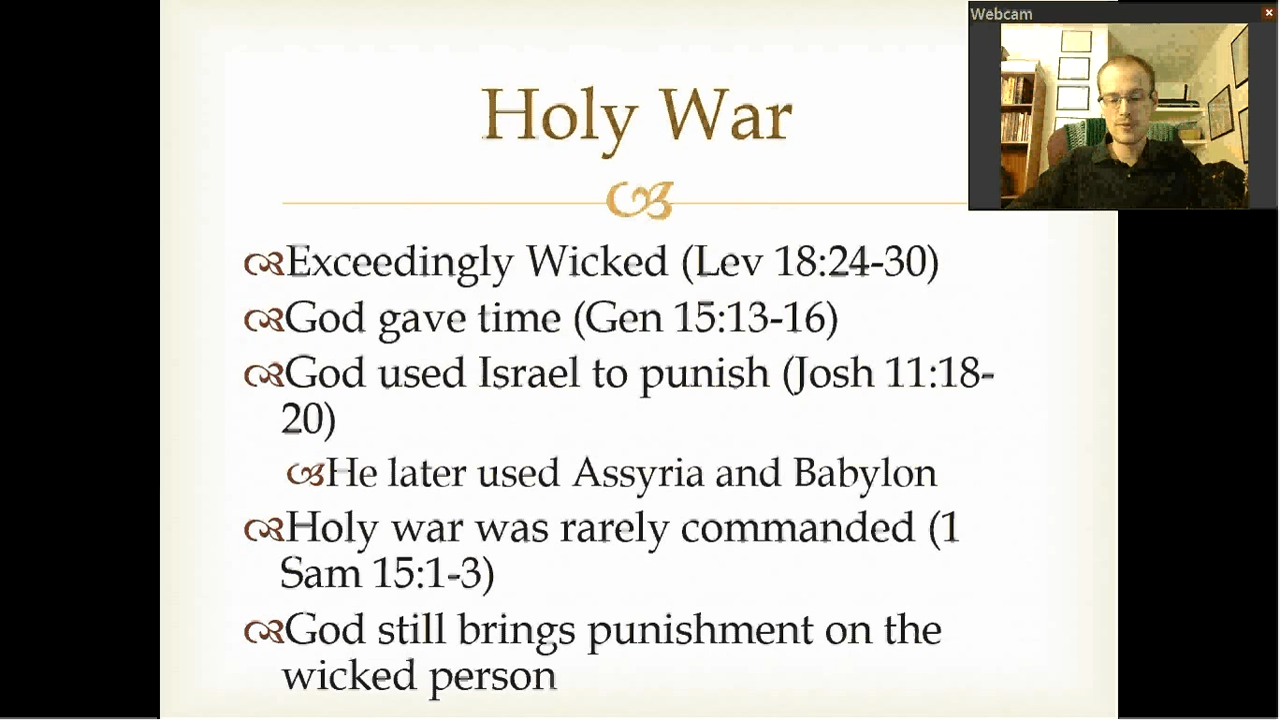 Webcam
Holy War
Exceedingly Wicked (Lev 18:24-30)
God gave time (Gen 15:13-16)
God used Israel to punish (Josh 11:18-
20)
He later used Assyria and Babylon
Holy war was rarely commanded (1
Sam 15:1-3)
God still brings punishment on the
wicked person